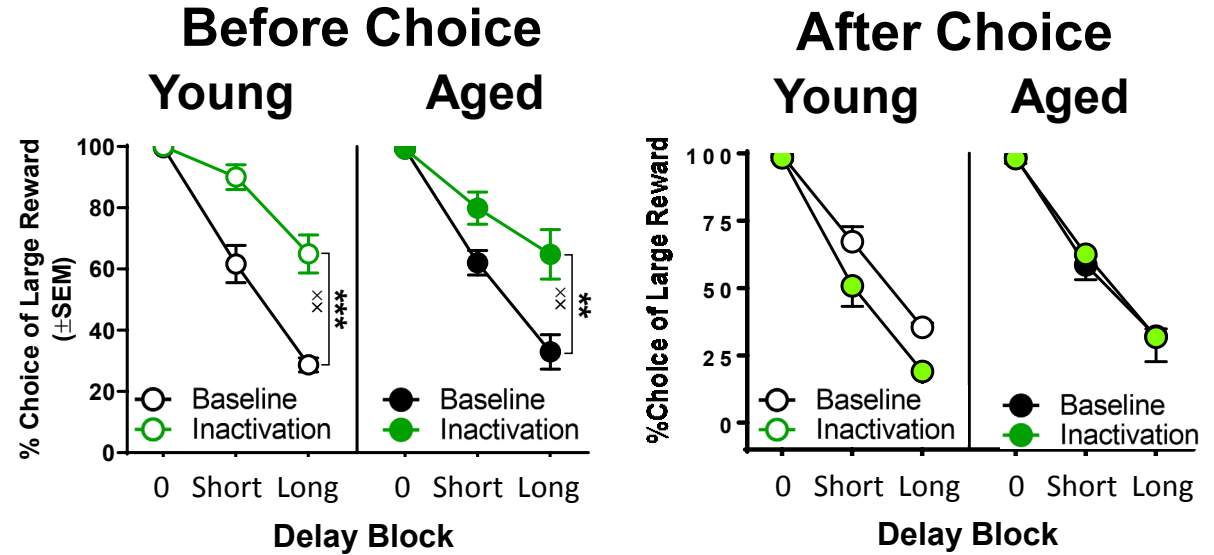 Before Choice
Young
Aged
% Choice of Large Reward
(±SEM)
100
80
60
40
20
0
××
***
××
**
Baseline
Inactivation
Baseline
Inactivation
0 Short Long
0 Short Long
Delay Block
After Choice
Young
Aged
%Choice of Large Reward
100
75
50
25
0
Baseline
Inactivation
Baseline
Inactivation
0 Short Long
0 Short Long
Delay Block